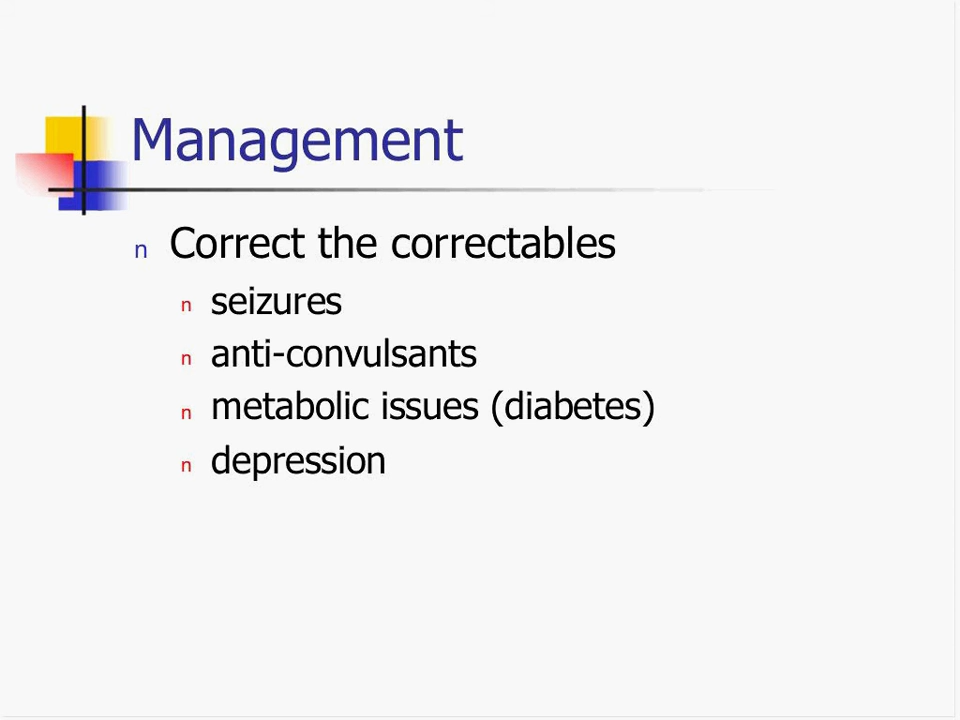 Management
n Correct the correctables
n seizures
n anti-convulsants
n metabolic issues (diabetes)
n depression